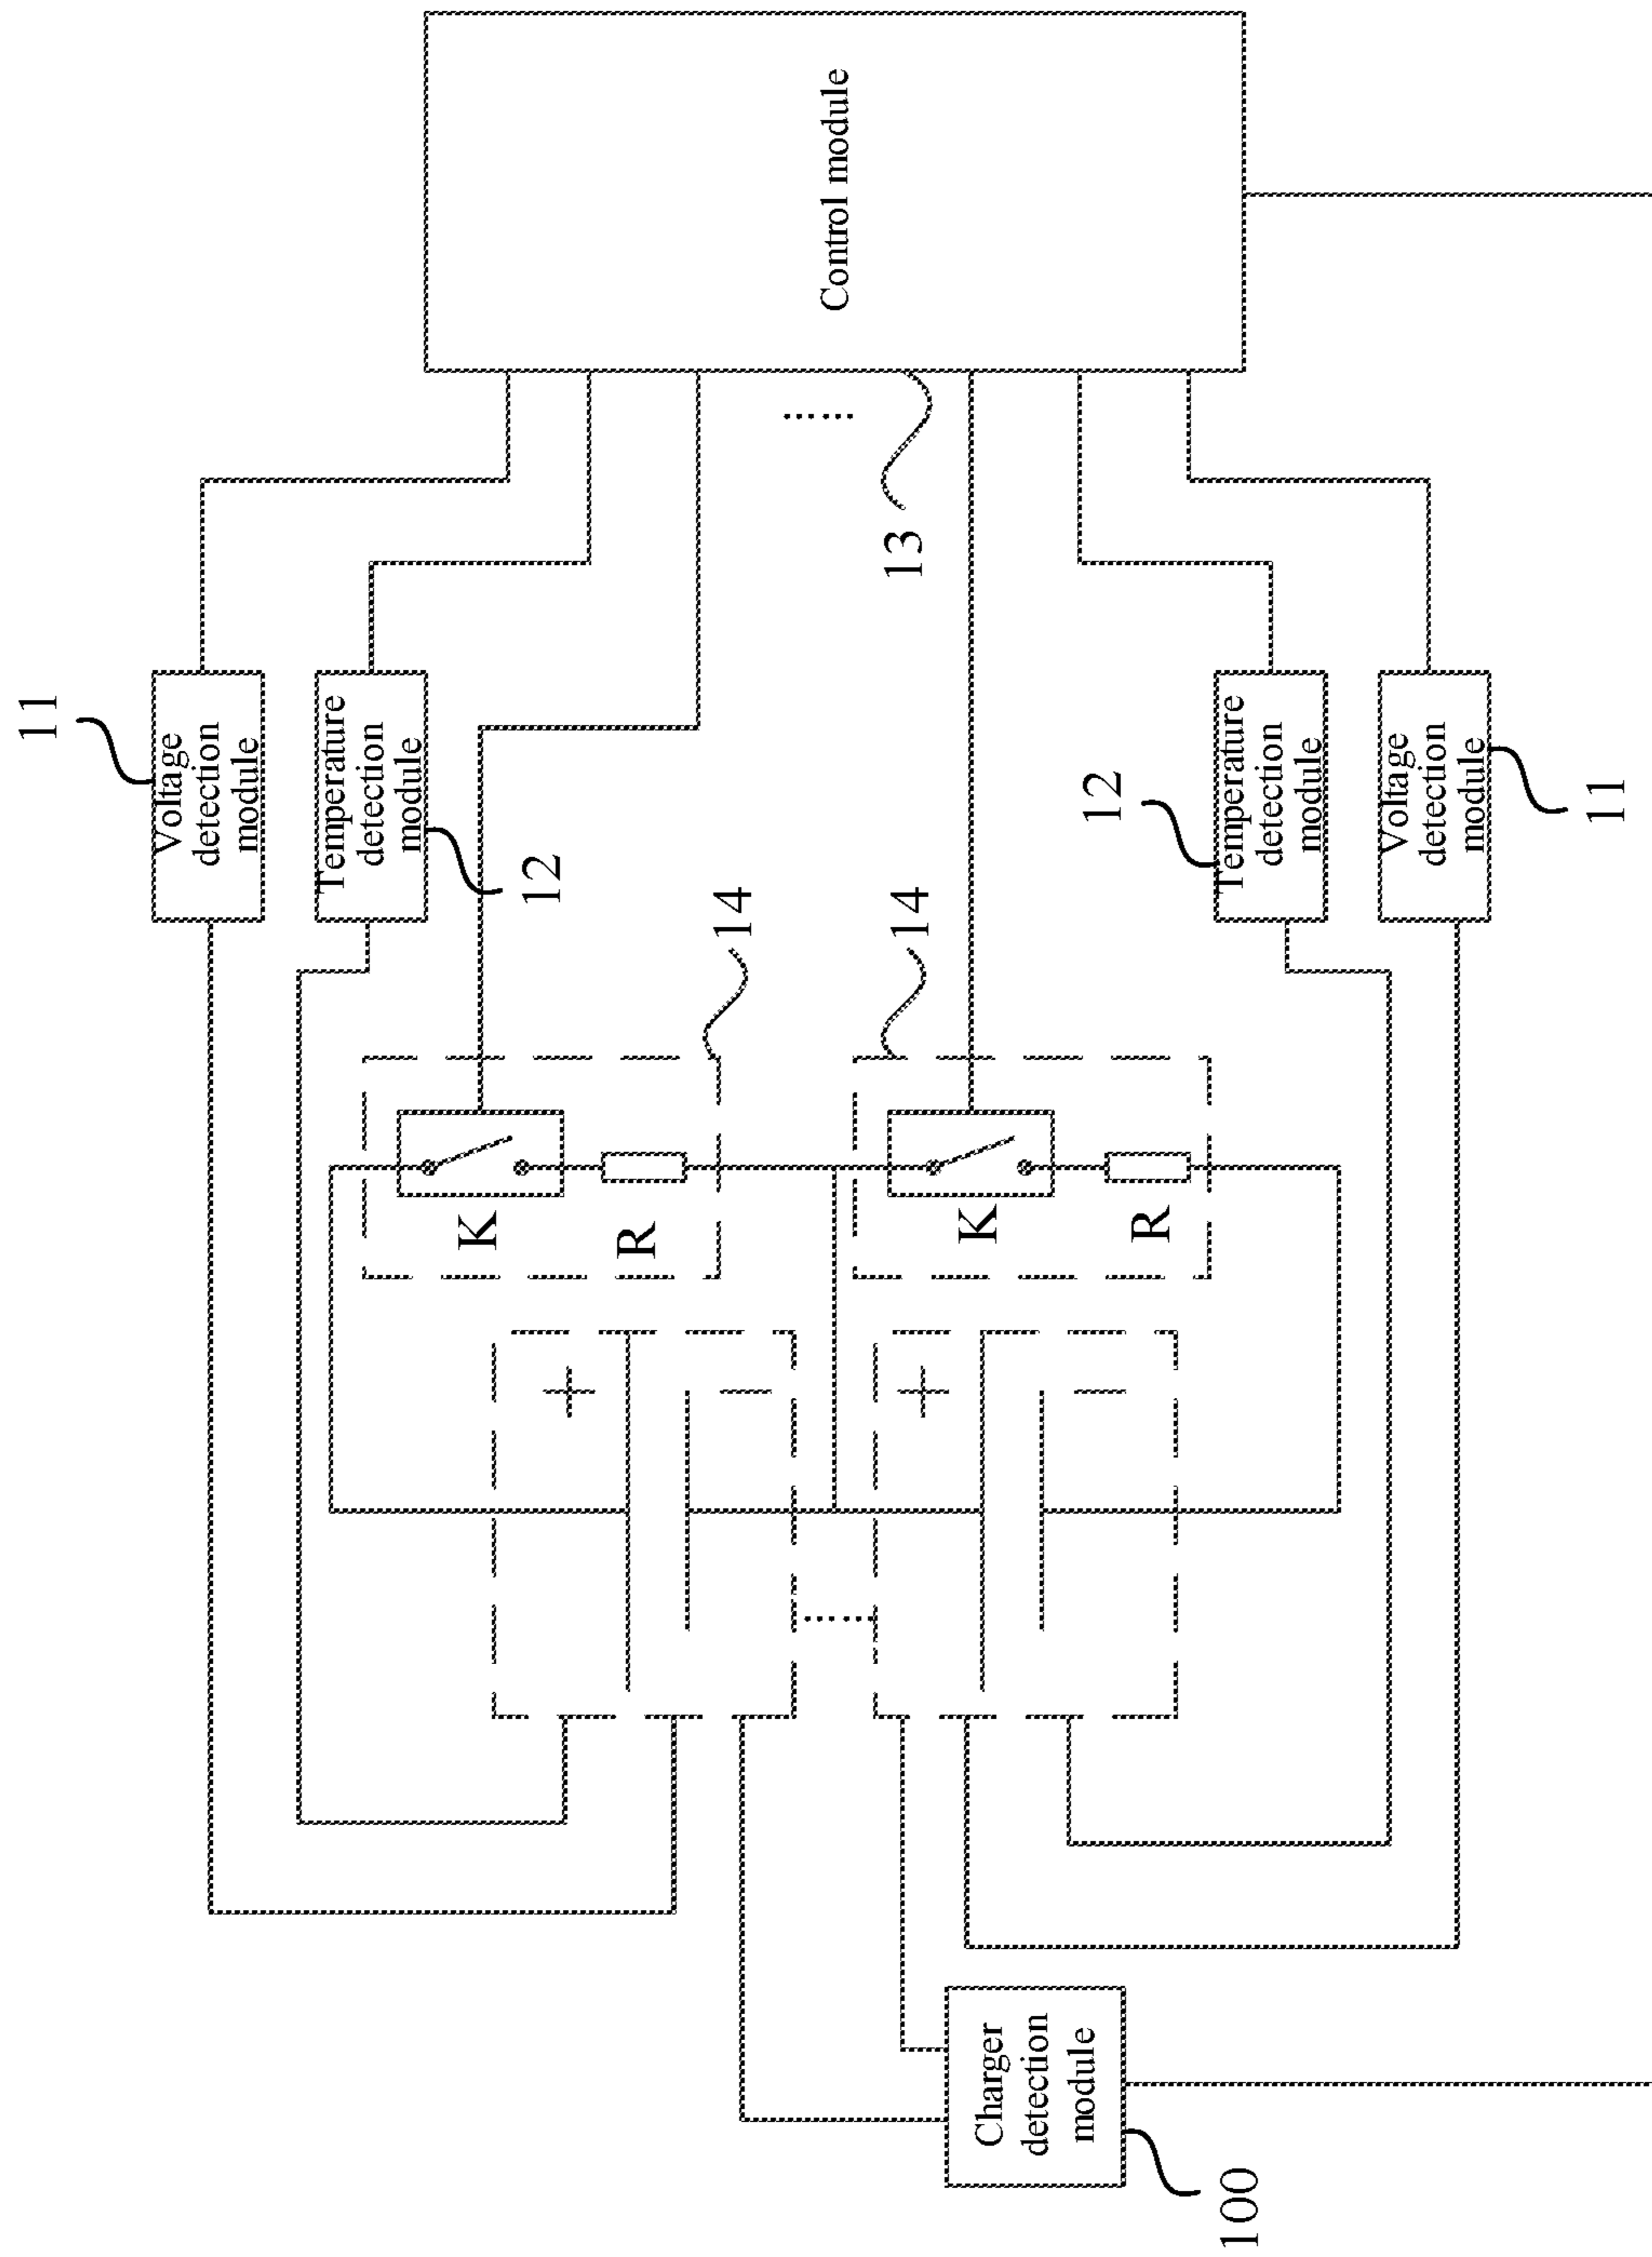 Control module
13
11
Voltage
detection
module
Temperature
detection
module
12
14
14
12
Temperature
detection
module
Voltage
detection
module
11
K
R
K
R
+
−
+
−
Charger
detection
module
100